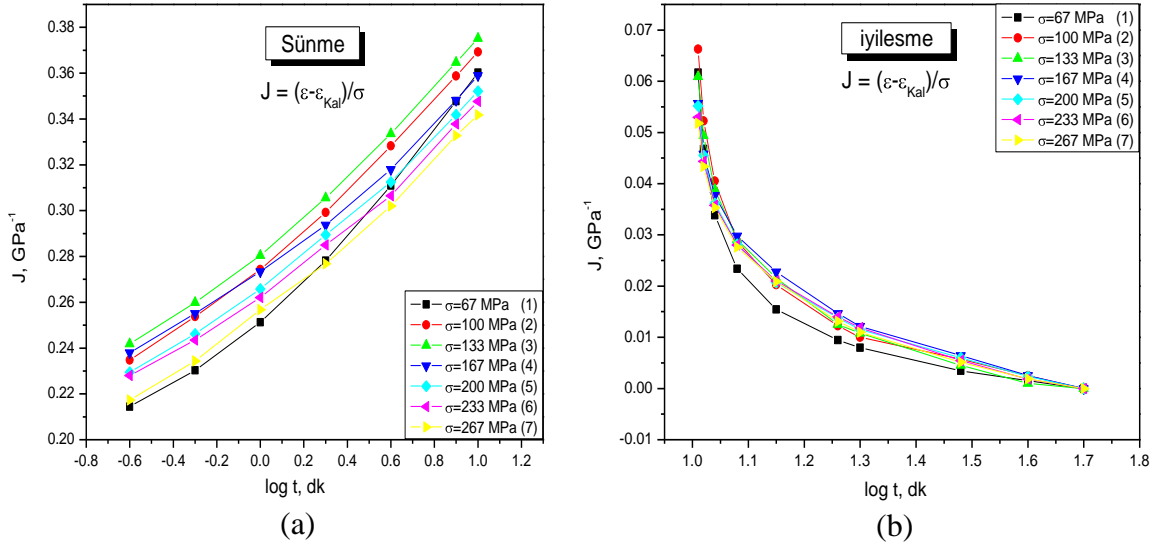 Sünme
J = (ε-εKal)/σ
J, GPa-1
0.38
0.36
0.34
0.32
0.30
0.28
0.26
0.24
0.22
0.20
σ=67 MPa (1)
σ=100 MPa (2)
σ=133 MPa (3)
σ=167 MPa (4)
σ=200 MPa (5)
σ=233 MPa (6)
σ=267 MPa (7)
-0.8 -0.6 -0.4 -0.2 0.0 0.2 0.4 0.6 0.8 1.0 1.2
log t, dk
(a)
iyilesme
J = (ε-εKal)/σ
σ=67 MPa (1)
σ=100 MPa (2)
σ=133 MPa (3)
σ=167 MPa (4)
σ=200 MPa (5)
σ=233 MPa (6)
σ=267 MPa (7)
J, GPa-1
0.07
0.06
0.05
0.04
0.03
0.02
0.01
0.00
-0.01
1.0 1.1 1.2 1.3 1.4 1.5 1.6 1.7 1.8
log t, dk
(b)